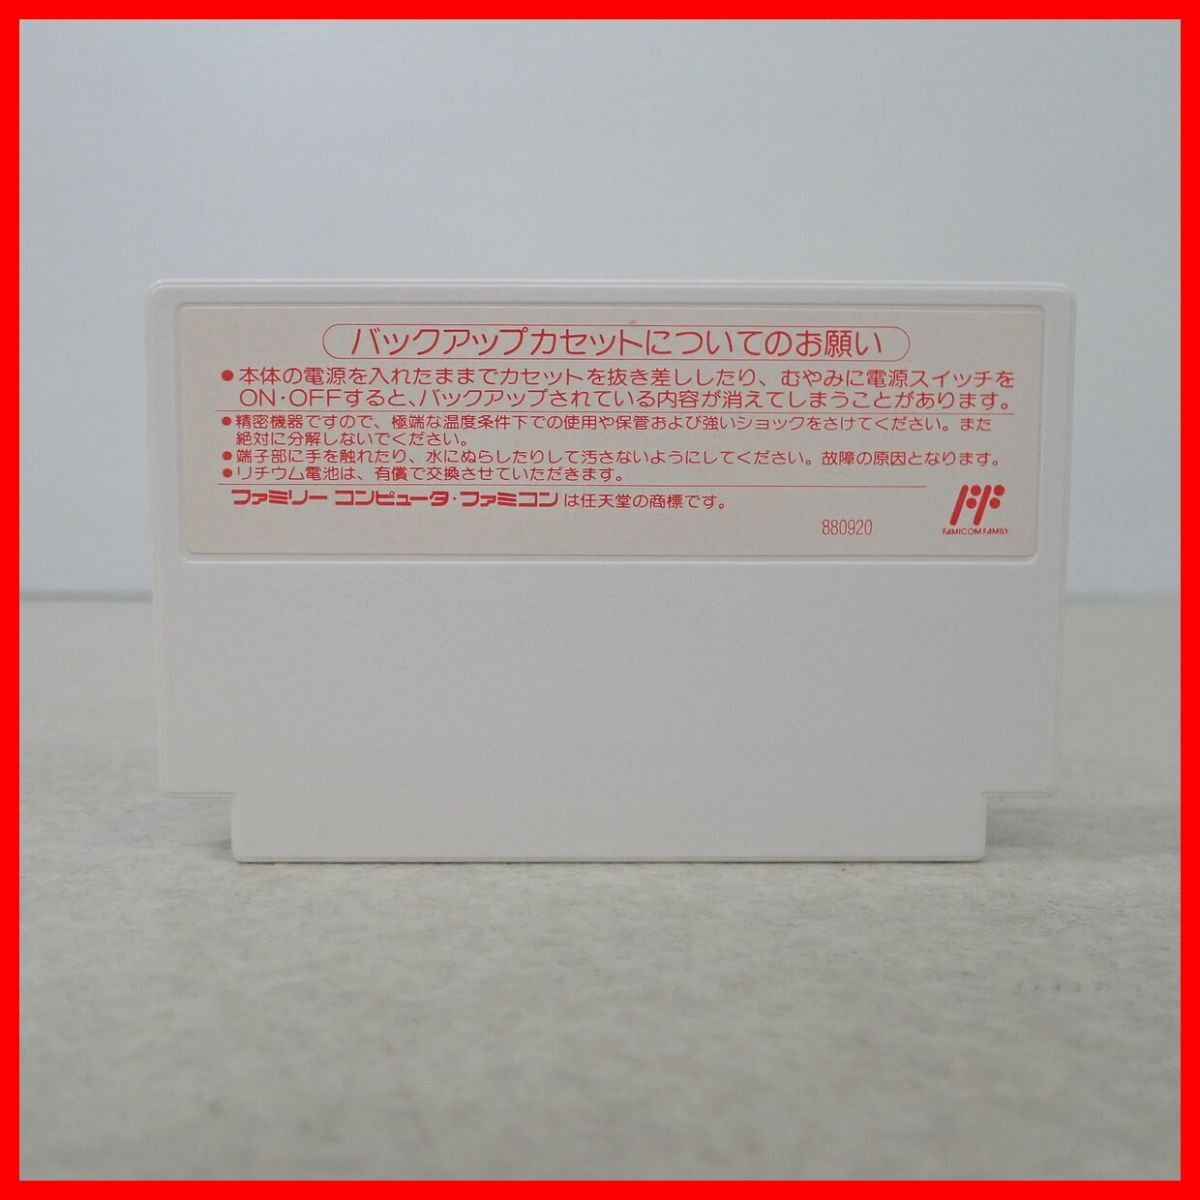 バックアップカセットについてのお願い
●本体の電源を入れたままでカセットを抜き差ししたり、むやみに電源スイッチを
ON・OFFすると、バックアップされている内容が消えてしまうことがあります。
●精密機器ですので、極端な温度条件下での使用や保管および強いショックをさけてください。また
絶対に分解しないでください。
●端子部に手を触れたり、水にぬらしたりして汚さないようにしてください。故障の原因となります。
●リチウム電池は、有償で交換させていただきます。
ファミリー コンピュータ・ファミコンは任天堂の商標です。
880920
FAMICOM FAMILY